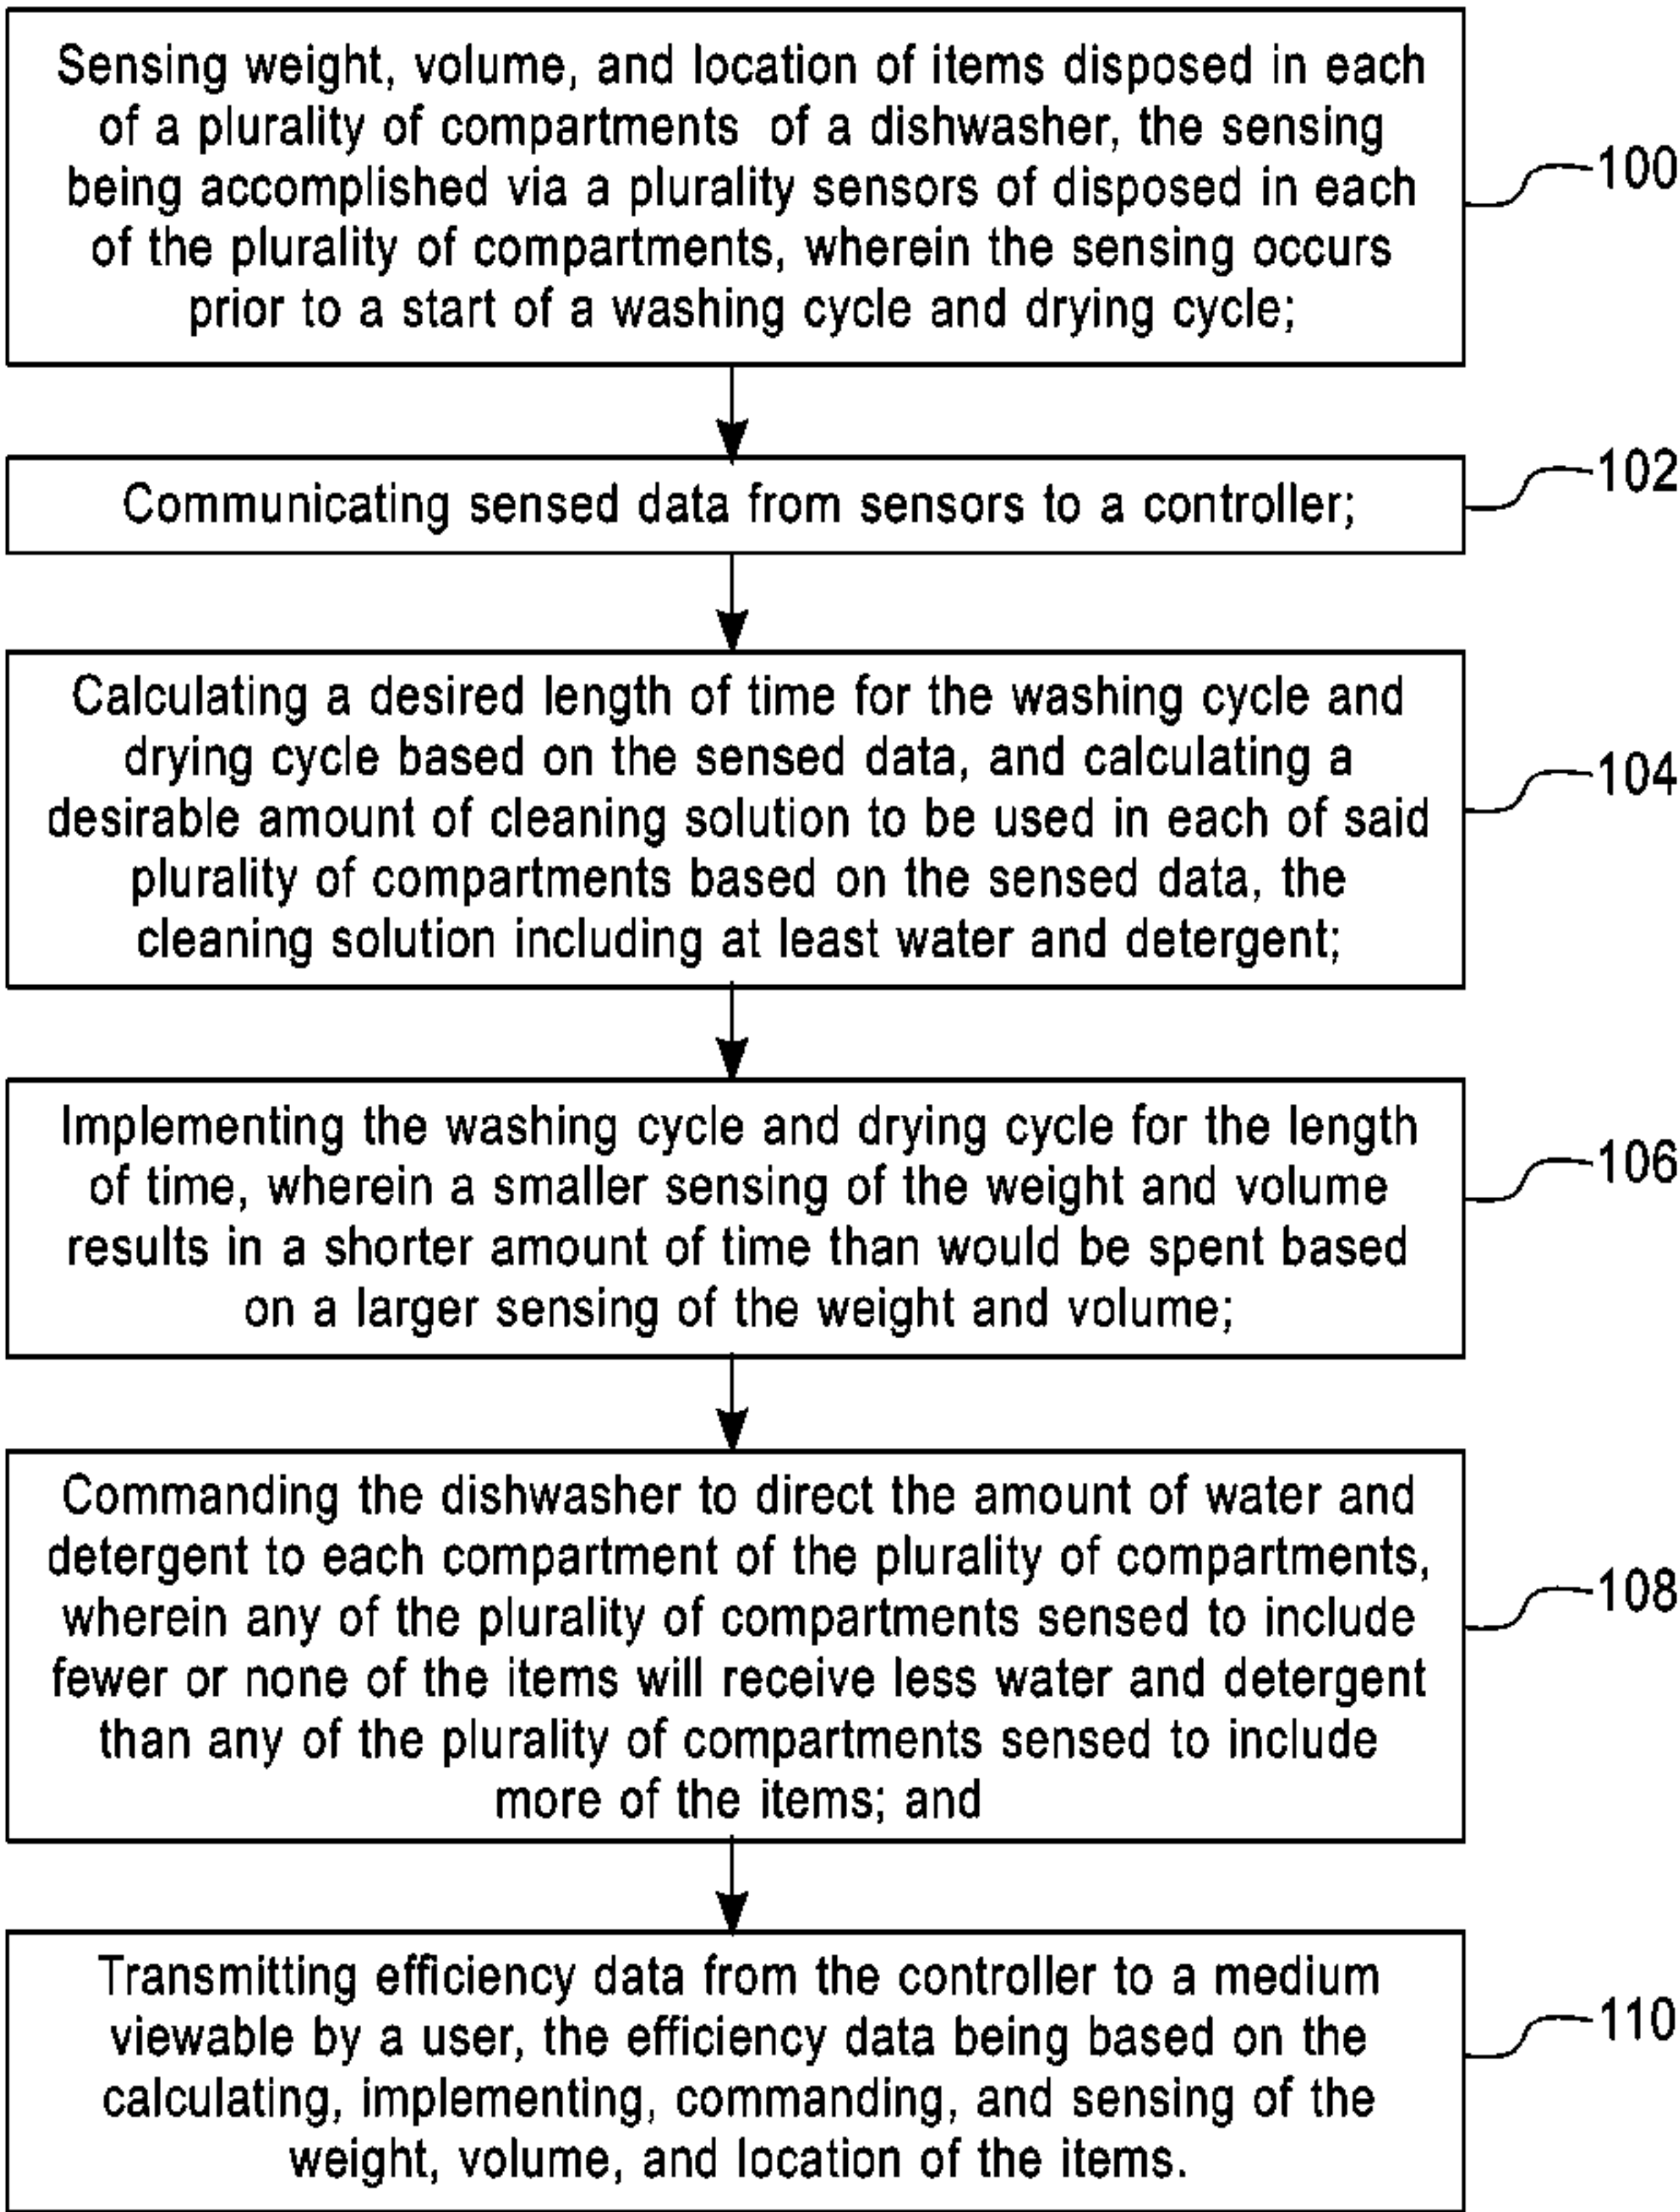 Sensing weight, volume, and location of items disposed in each
of a plurality of compartments of a dishwasher, the sensing
being accomplished via a plurality sensors of disposed in each
of the plurality of compartments, wherein the sensing occurs
prior to a start of a washing cycle and drying cycle;
100
Communicating sensed data from sensors to a controller;
102
Calculating a desired length of time for the washing cycle and
drying cycle based on the sensed data, and calculating a
desirable amount of cleaning solution to be used in each of said
plurality of compartments based on the sensed data, the
cleaning solution including at least water and detergent;
104
Implementing the washing cycle and drying cycle for the length
of time, wherein a smaller sensing of the weight and volume
results in a shorter amount of time than would be spent based
on a larger sensing of the weight and volume;
106
Commanding the dishwasher to direct the amount of water and
detergent to each compartment of the plurality of compartments,
wherein any of the plurality of compartments sensed to include
fewer or none of the items will receive less water and detergent
than any of the plurality of compartments sensed to include
more of the items; and
108
Transmitting efficiency data from the controller to a medium
viewable by a user, the efficiency data being based on the
calculating, implementing, commanding, and sensing of the
weight, volume, and location of the items.
110